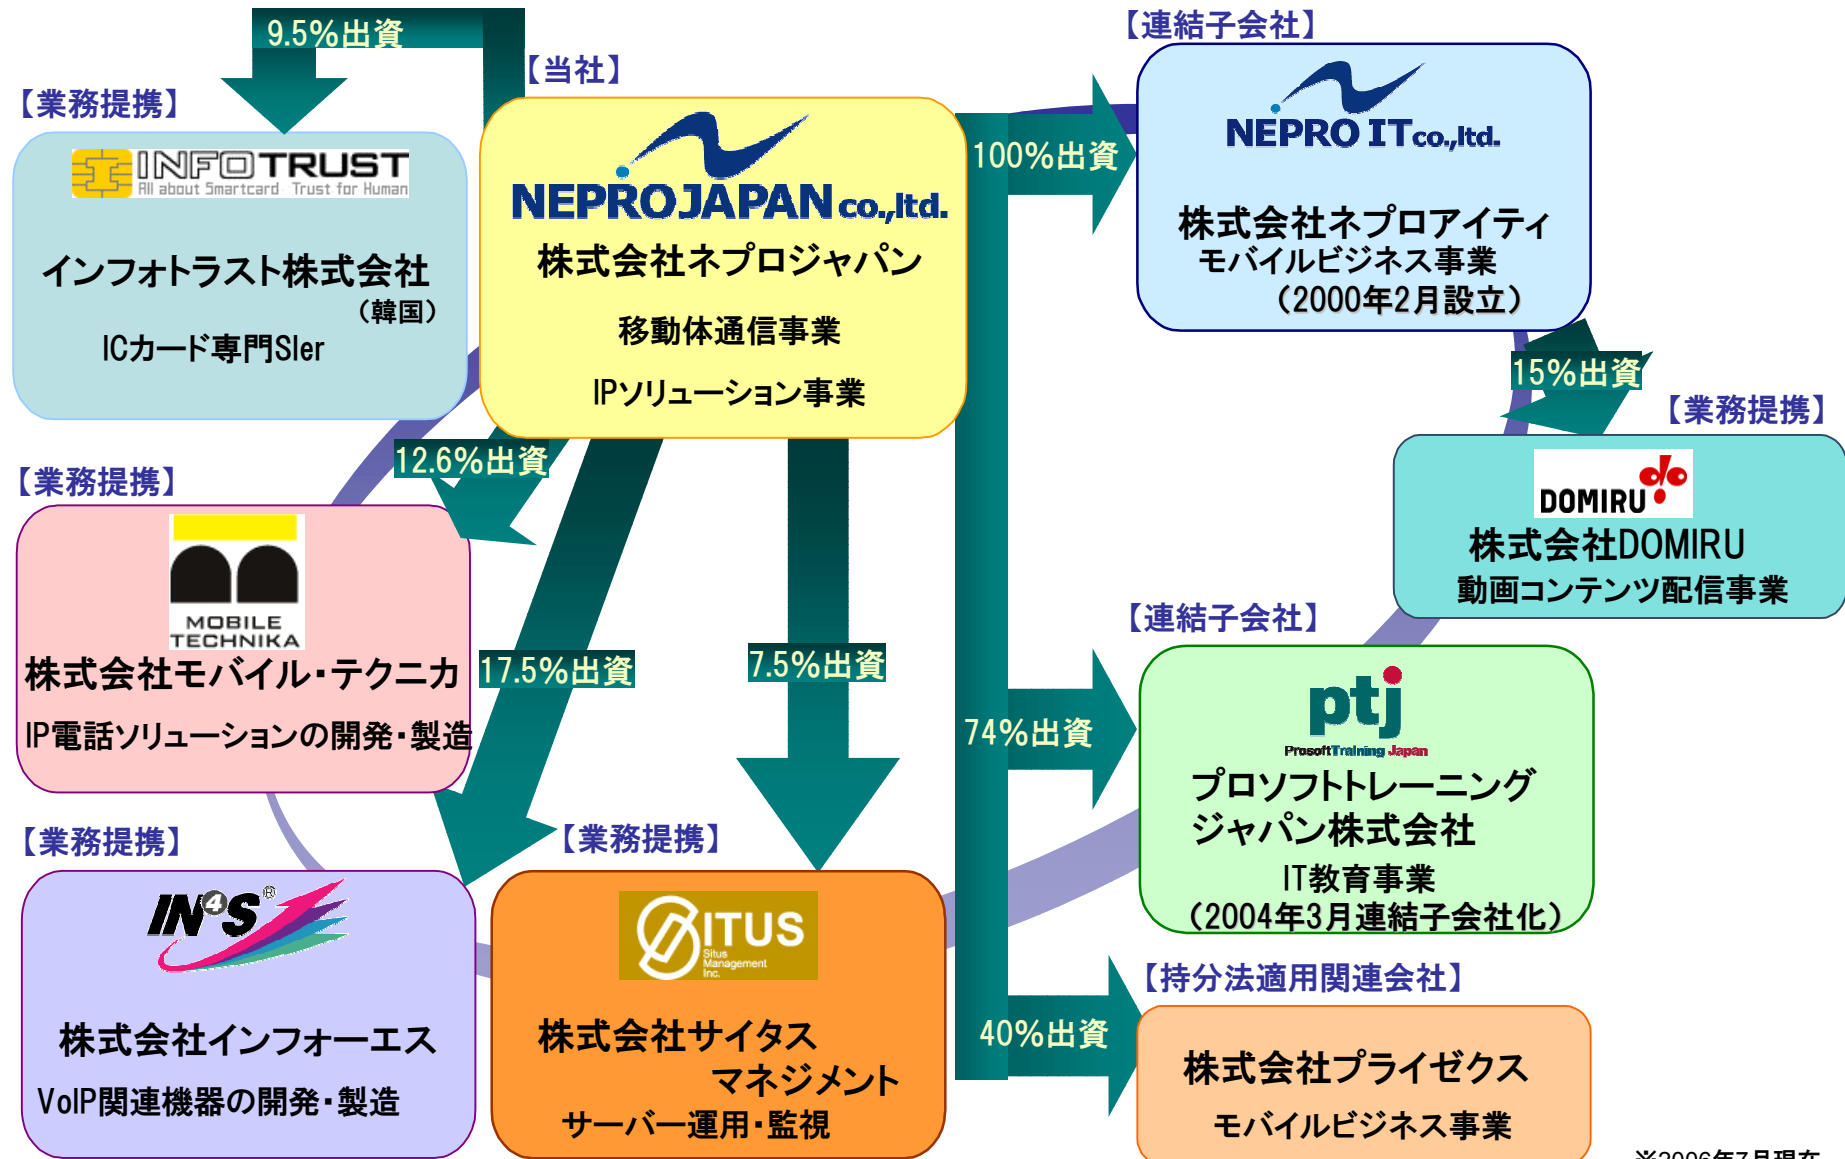 9.5%出資
【業務提携】
INFOTRUST
All about Smartcard Trust for Human
インフォトラスト株式会社
（韓国）
ICカード専門SIer
【当社】
NEPRO JAPAN co.,ltd.
株式会社ネプロジャパン
移動体通信事業
IPソリューション事業
【連結子会社】
100%出資
NEPRO IT co.,ltd.
株式会社ネプロアイティ
モバイルビジネス事業
（2000年2月設立）
15%出資
【業務提携】
DOMIRU
株式会社DOMIRU
動画コンテンツ配信事業
12.6%出資
【業務提携】
MOBILE
TECHNIKA
株式会社モバイル・テクニカ
IP電話ソリューションの開発・製造
17.5%出資
7.5%出資
【連結子会社】
74%出資
ptj
ProsoftTraining Japan
プロソフトトレーニング
ジャパン株式会社
IT教育事業
（2004年3月連結子会社化）
【業務提携】
IN4S®
株式会社インフォーエス
VoIP関連機器の開発・製造
【業務提携】
SITUS
Situs
Management
Inc.
株式会社サイタス
マネジメント
サーバー運用・監視
【持分法適用関連会社】
40%出資
株式会社プライゼクス
モバイルビジネス事業
※2006年7月現在